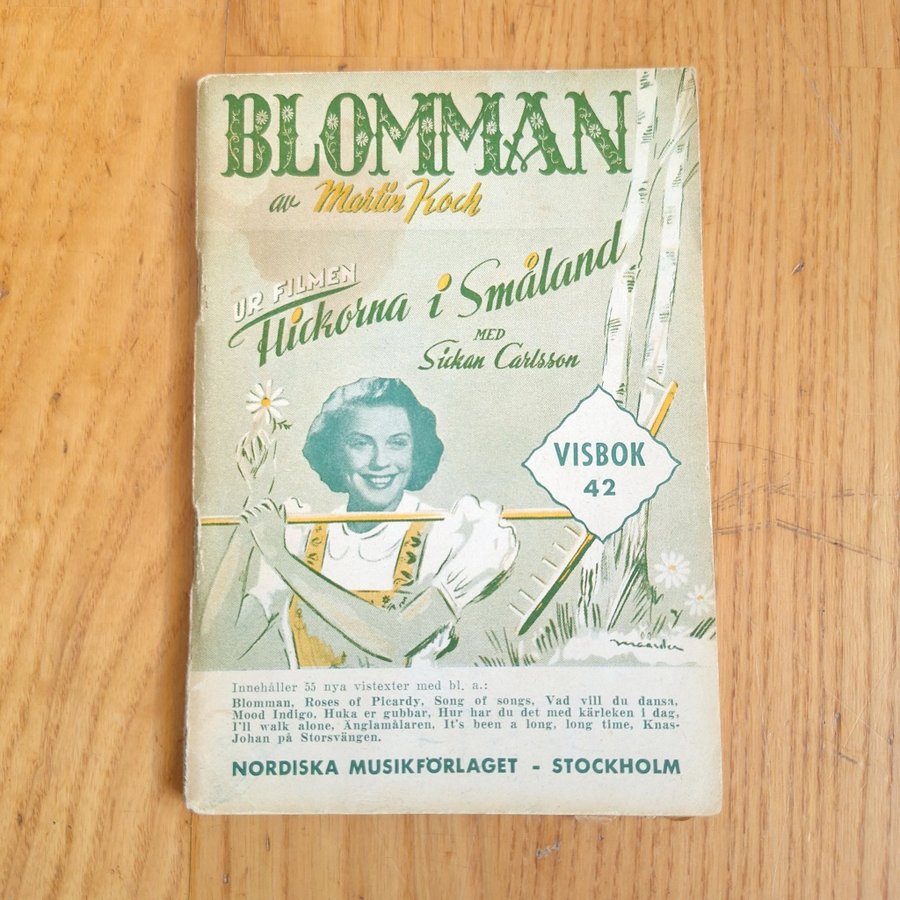 BLOMMAN
av Martin Koch
UR FILMEN
Flickorna i Småland
MED
Sickan Carlsson
VISBOK
42
Innehåller 55 nya vistexter med bl. a.:
Blomman, Roses of Picardy, Song of songs, Vad vill du dansa,
Mood Indigo, Huka er gubbar, Hur har du det med kärleken i dag,
I'll walk alone, Änglamålaren, It's been a long, long time, Knas-
Johan på Storsvängen.
NORDISKA MUSIKFÖRLAGET - STOCKHOLM